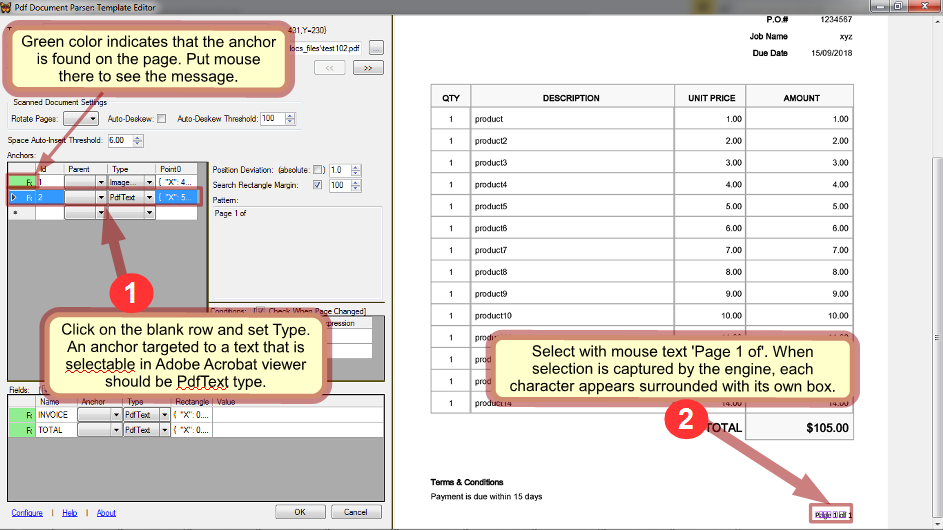 Pdf Document Parser: Template Editor
431,Y=230}
Green color indicates that the anchor
is found on the page. Put mouse
there to see the message.
locs_files\test102.pdf ...
<< >>
Scanned Document Settings
Rotate Pages: Auto-Deskew: Auto-Deskew Threshold: 100
Space Auto-Insert Threshold: 6.00
Anchors:
Id Parent Type Point0
1 Image... { "X": 4...
2 PdfText { "X": 5...
Position Deviation: (absolute: ) 1.0
Search Rectangle Margin: 100
Pattern:
Page 1 of
1
Click on the blank row and set Type.
An anchor targeted to a text that is
selectable in Adobe Acrobat viewer
should be PdfText type.
Conditions: [ Check When Page Changed]
pression
Fields:
Name Anchor Type Rectangle Value
INVOICE PdfText { "X": 0....
TOTAL PdfText { "X": 0....
Configure Help About OK Cancel
P.O.# 1234567
Job Name xyz
Due Date 15/09/2018
QTY DESCRIPTION UNIT PRICE AMOUNT
1 product 1.00 1.00
1 product2 2.00 2.00
1 product3 3.00 3.00
1 product4 4.00 4.00
1 product5 5.00 5.00
1 product6 6.00 6.00
1 product7 7.00 7.00
1 product8 8.00 8.00
1 product9 9.00 9.00
1 product10 10.00 10.00
Select with mouse text 'Page 1 of'. When
selection is captured by the engine, each
character appears surrounded with its own box.
1 product14 14.00 14.00
2
TOTAL $105.00
Terms & Conditions
Payment is due within 15 days
Page 1 of 1